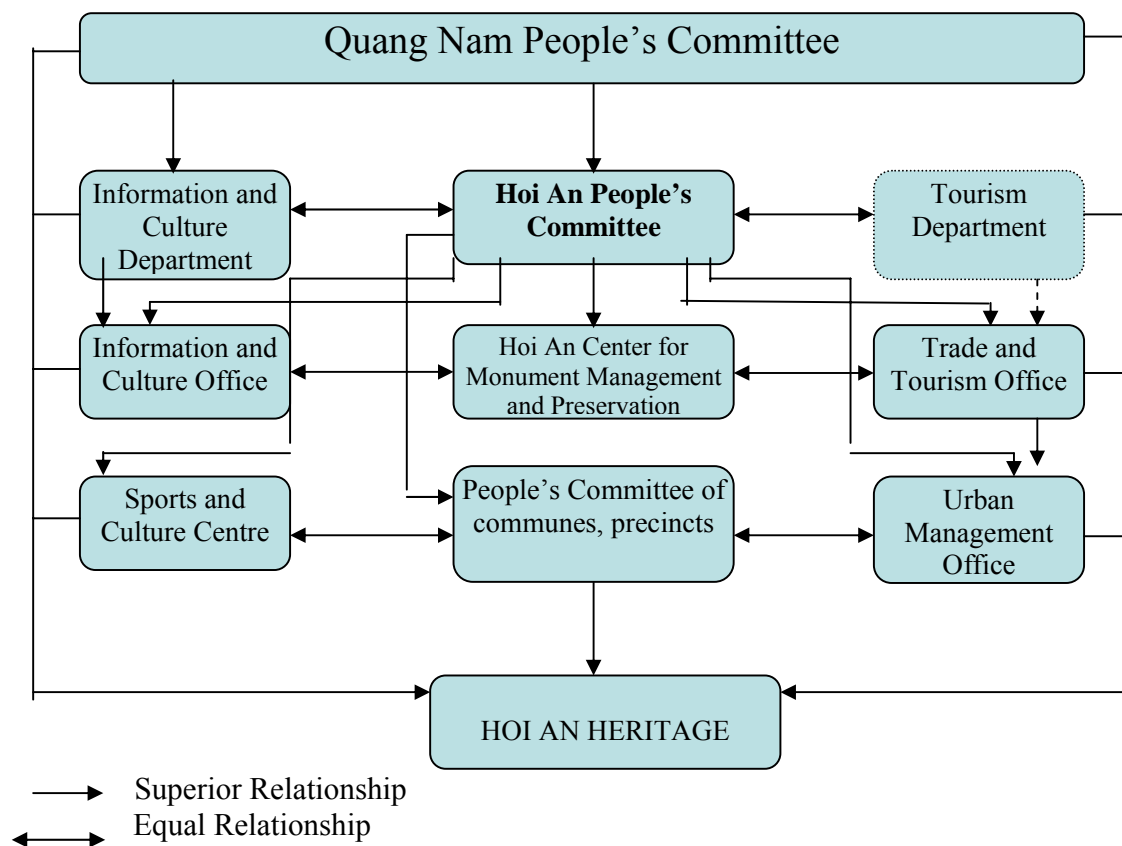 Quang Nam People’s Committee
Information and
Culture
Department
Hoi An People’s
Committee
Tourism
Department
Information and
Culture Office
Hoi An Center for
Monument Management
and Preservation
Trade and
Tourism Office
Sports and
Culture Centre
People’s Committee of
communes, precincts
Urban
Management
Office
HOI AN HERITAGE
Superior Relationship
Equal Relationship